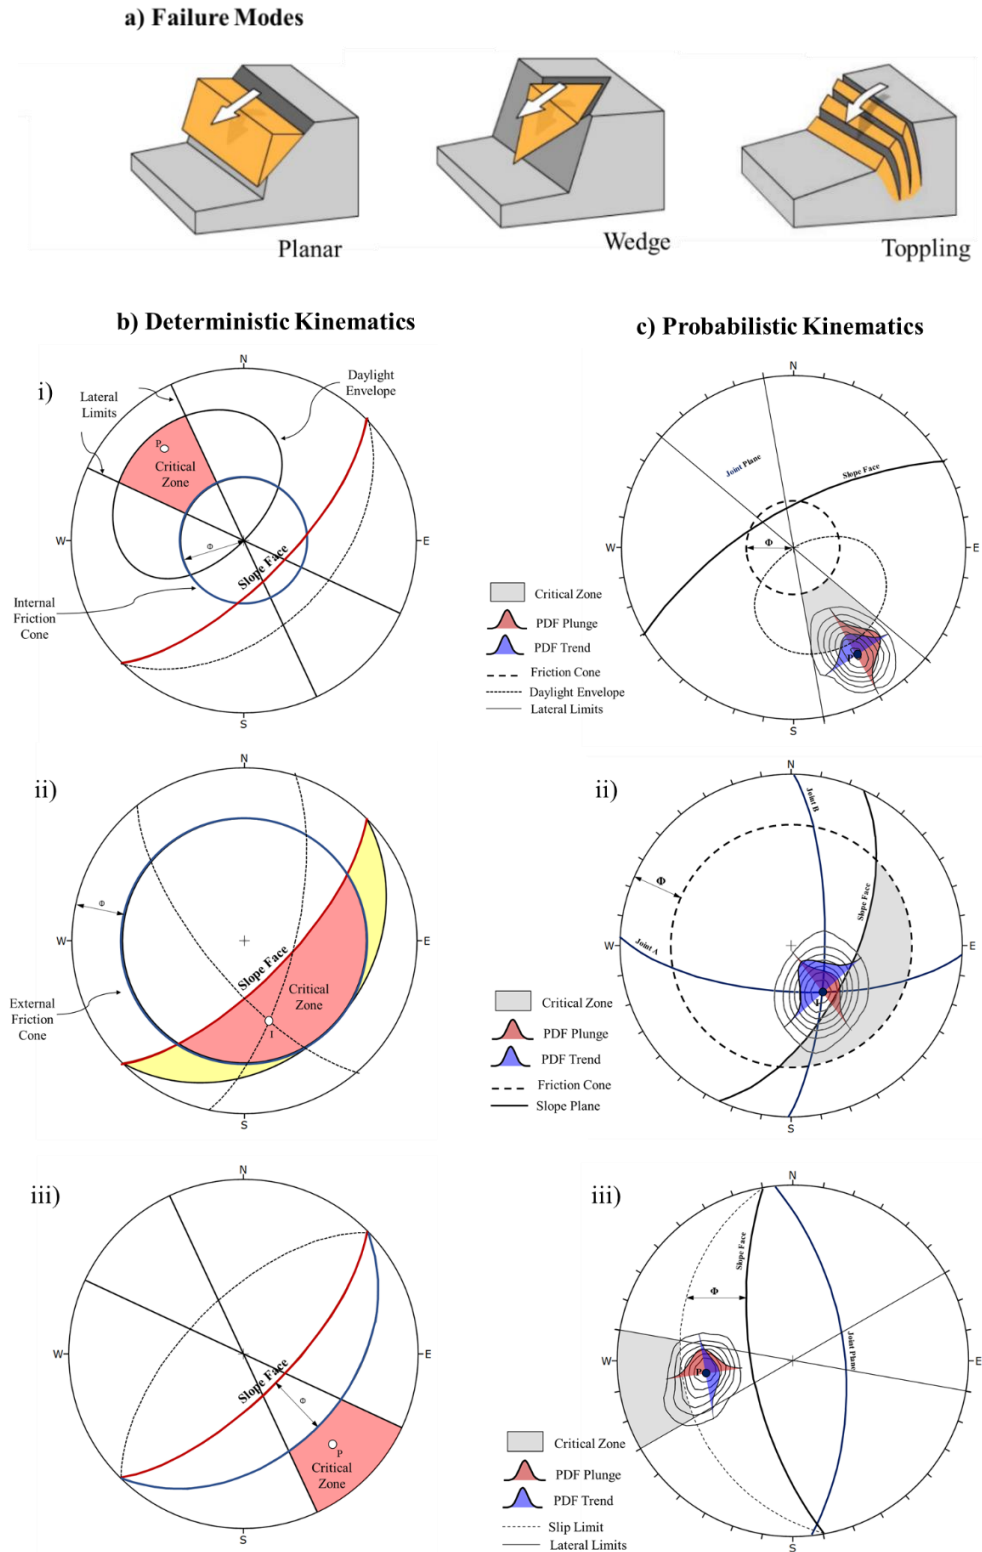 a) Failure Modes
Planar
Wedge
Toppling
b) Deterministic Kinematics
c) Probabilistic Kinematics
i)
N
Lateral
Limits
Daylight
Envelope
P
Critical
Zone
W
E
Φ
Slope Face
Internal
Friction
Cone
S
N
Joint Plane
Slope Face
W
E
Φ
P
S
Critical Zone
PDF Plunge
PDF Trend
Friction Cone
Daylight Envelope
Lateral Limits
ii)
N
Φ
W
E
Slope Face
Critical
Zone
I
External
Friction
Cone
S
ii)
N
Joint B
Φ
Slope Face
W
E
Joint A
I
S
Critical Zone
PDF Plunge
PDF Trend
Friction Cone
Slope Plane
iii)
N
W
E
Slope Face
Φ
P
Critical
Zone
S
iii)
N
Slope Face
Φ
Joint Plane
W
E
P
S
Critical Zone
PDF Plunge
PDF Trend
Slip Limit
Lateral Limits